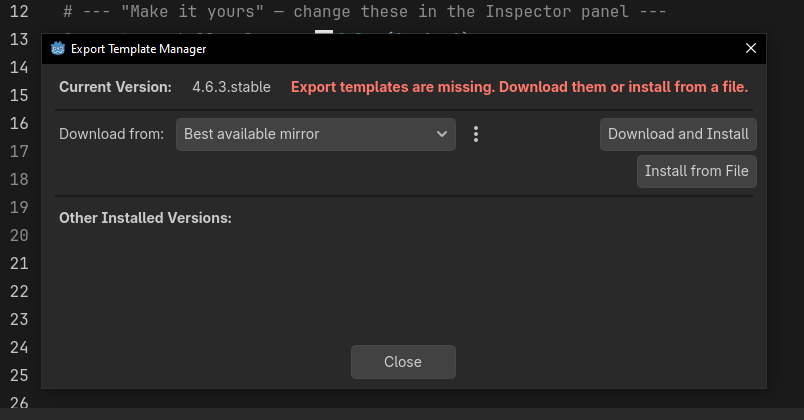 12 # --- "Make it yours" — change these in the Inspector panel ---
13
Export Template Manager
14
Current Version: 4.6.3.stable Export templates are missing. Download them or install from a file.
15
16
Download from: Best available mirror Download and Install
17
18
Install from File
19
Other Installed Versions:
20
21
22
23
24
Close
25
26